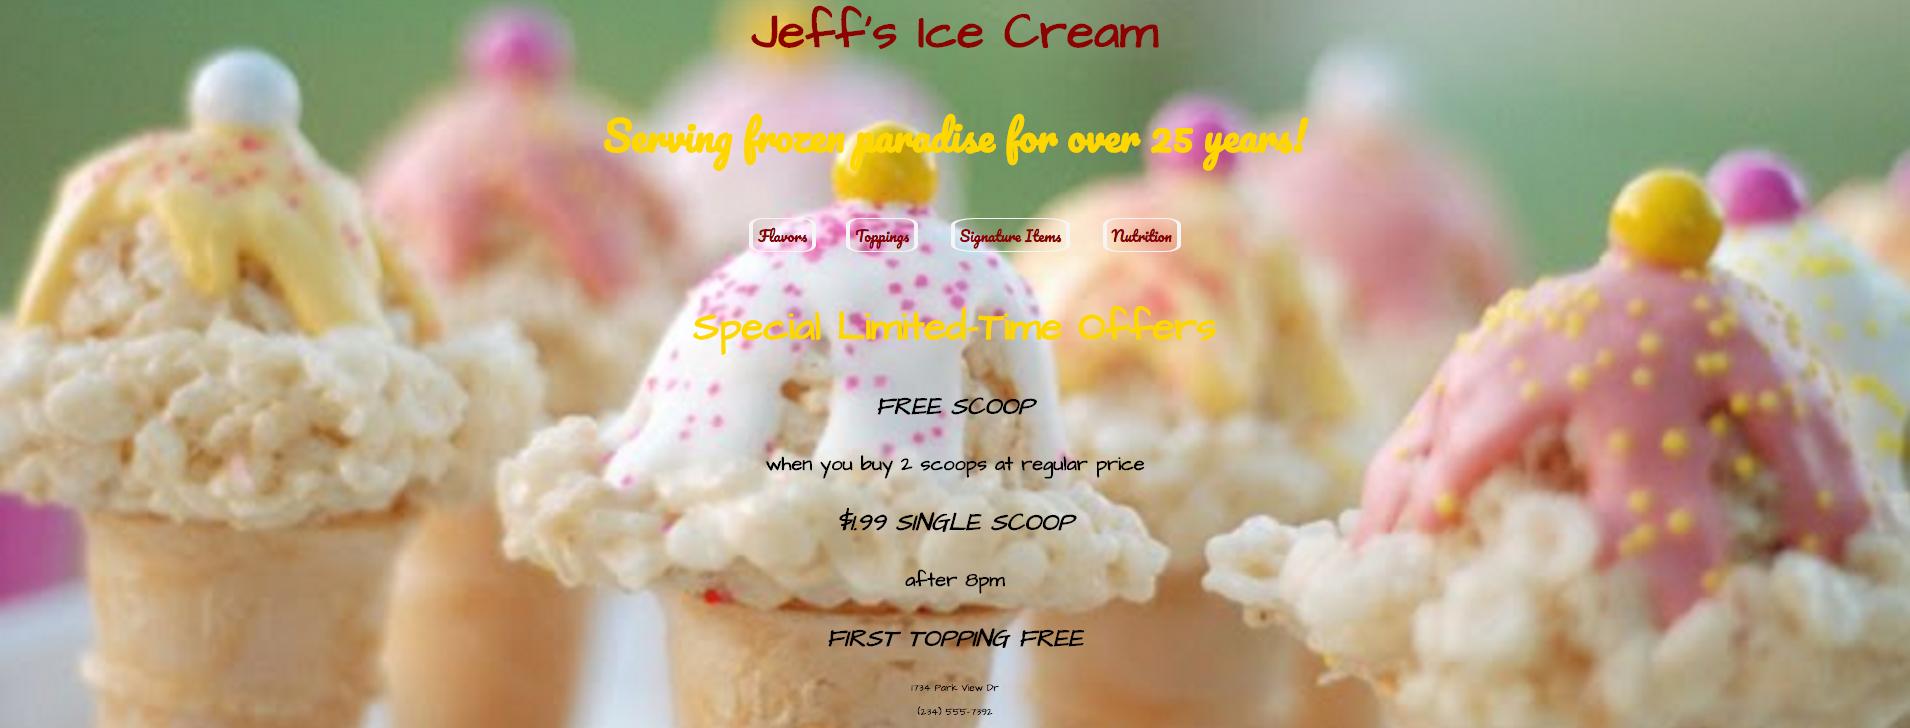 Jeff's Ice Cream
Serving frozen paradise for over 25 years!
Flavors Toppings Signature Items Nutrition
Special Limited-Time Offers
FREE SCOOP
when you buy 2 scoops at regular price
$1.99 SINGLE SCOOP
after 8pm
FIRST TOPPING FREE
1734 Park View Dr
(234) 555-7392